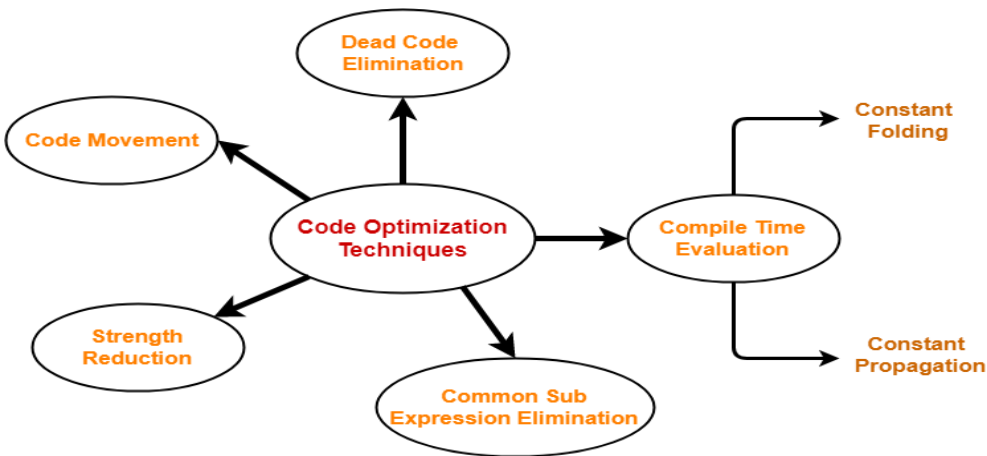 Dead Code
Elimination
Code Movement
Constant
Folding
Code Optimization
Techniques
Compile Time
Evaluation
Strength
Reduction
Constant
Propagation
Common Sub
Expression Elimination